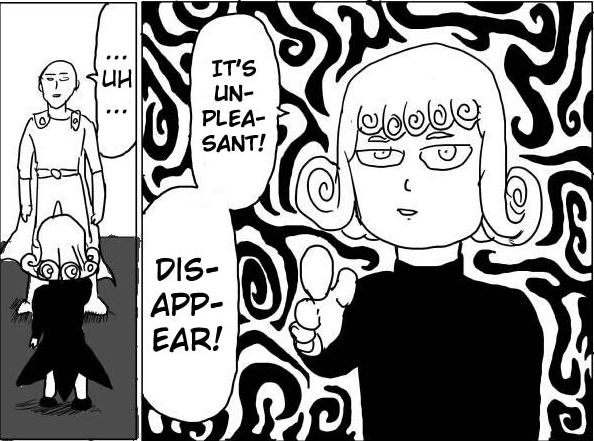 ...
UH
...
IT'S
UN-
PLEA-
SANT!
DIS-
APP-
EAR!